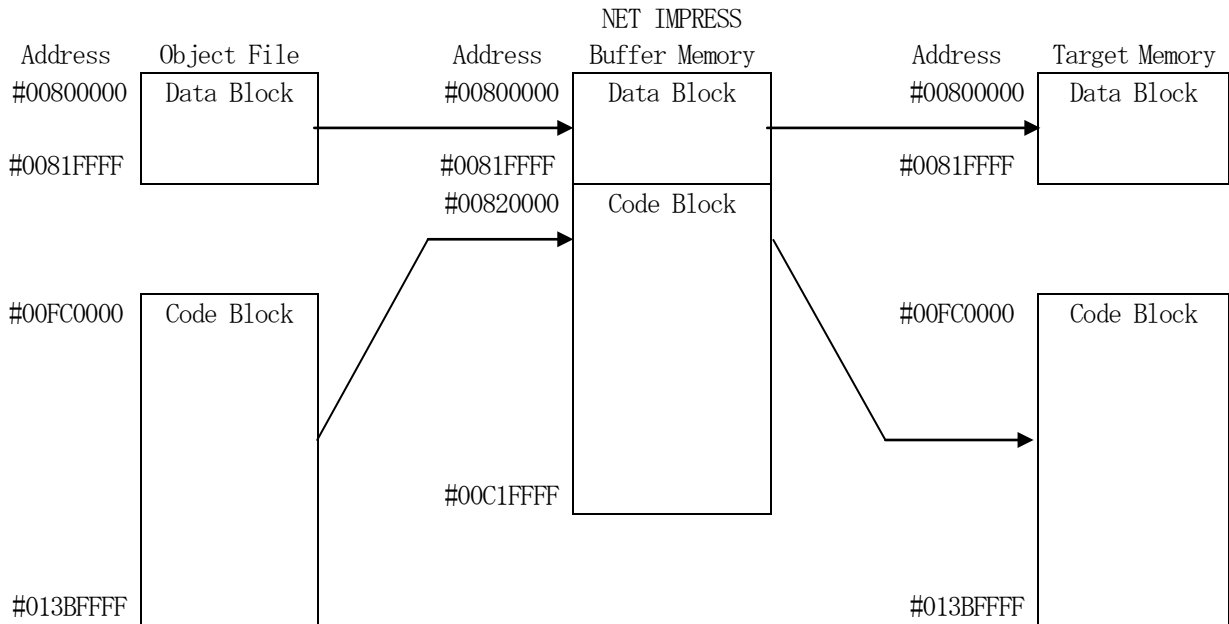 NET IMPRESS
Address Object File Address Buffer Memory Address Target Memory
#00800000 Data Block #00800000 Data Block #00800000 Data Block
#0081FFFF #0081FFFF #0081FFFF
#00820000 Code Block
#00FC0000 Code Block #00FC0000 Code Block
#00C1FFFF
#013BFFFF #013BFFFF